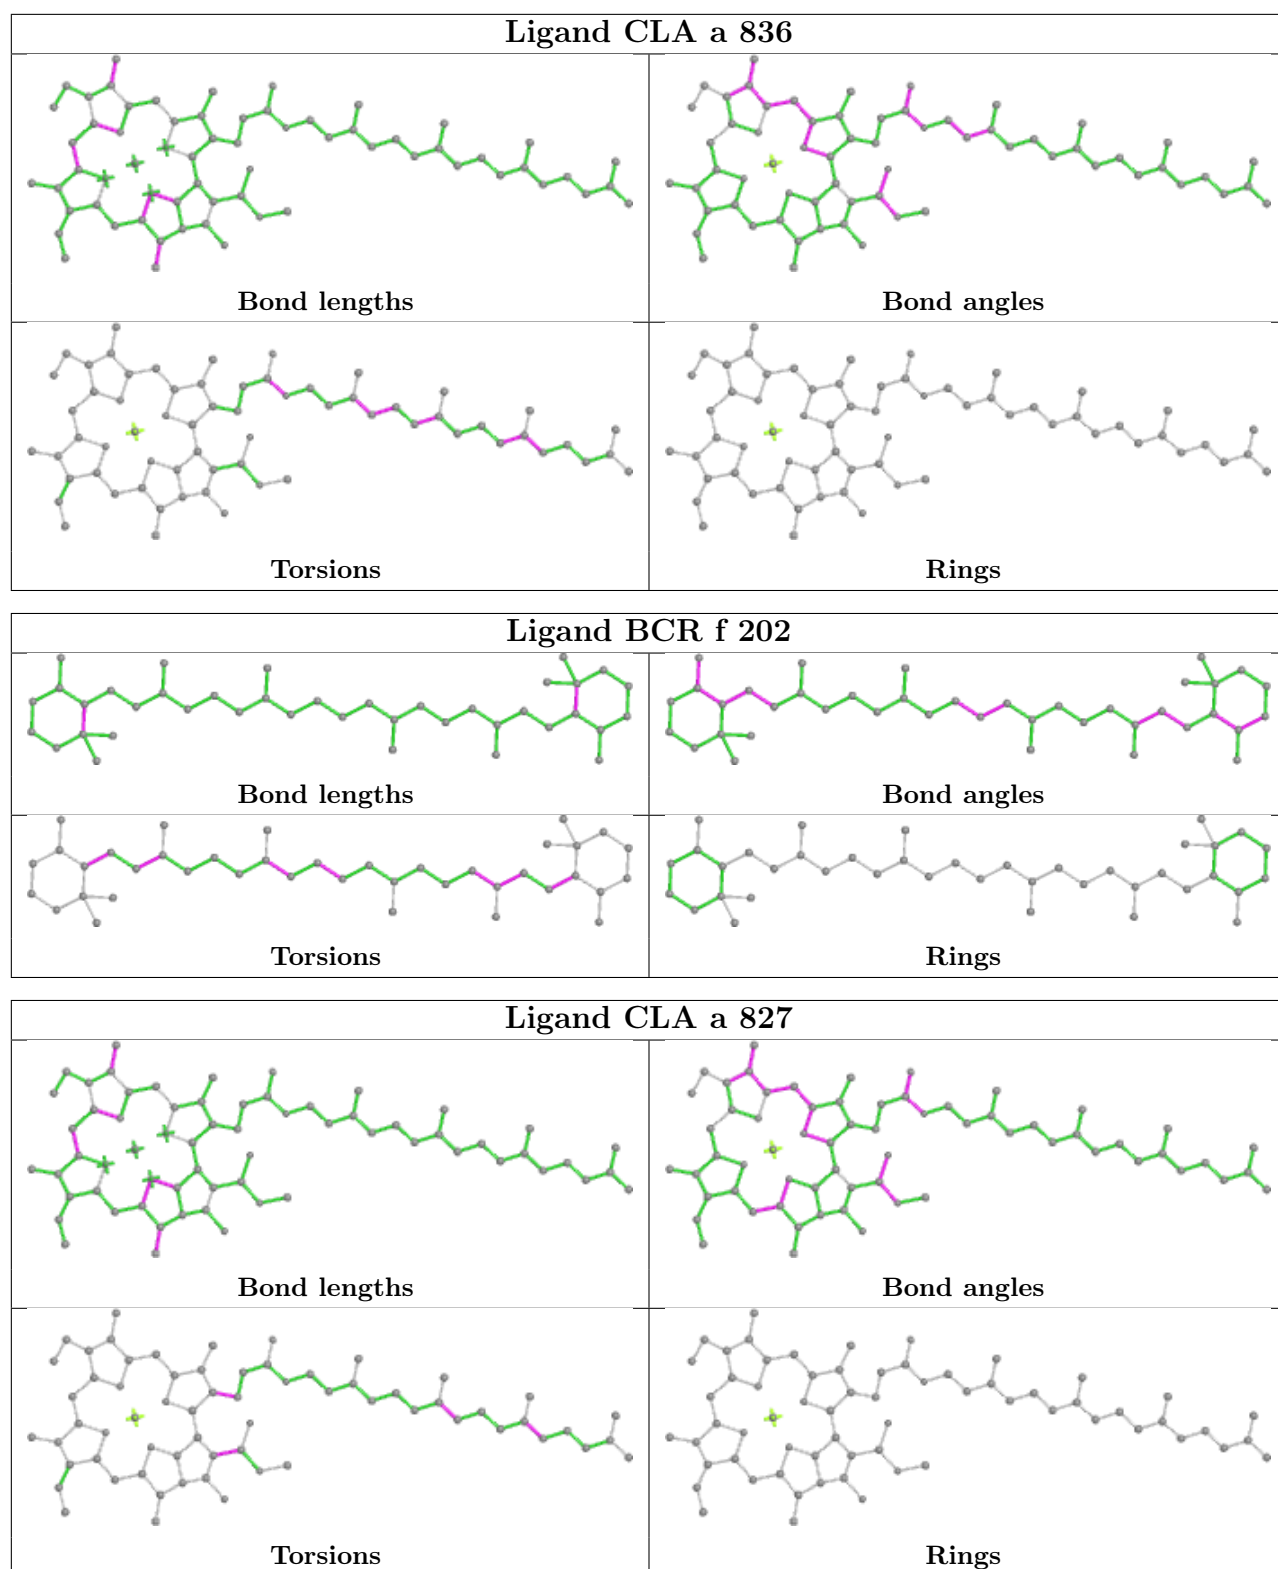 Ligand CLA a 836
Bond lengths
Bond angles
Torsions
Rings
Ligand BCR f 202
Bond lengths
Bond angles
Torsions
Rings
Ligand CLA a 827
Bond lengths
Bond angles
Torsions
Rings